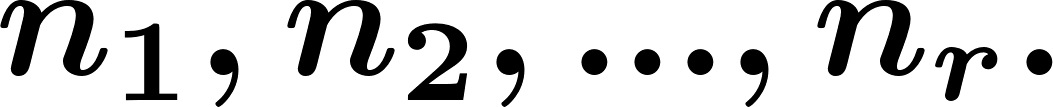 n₁, n₂, ..., nᵣ.